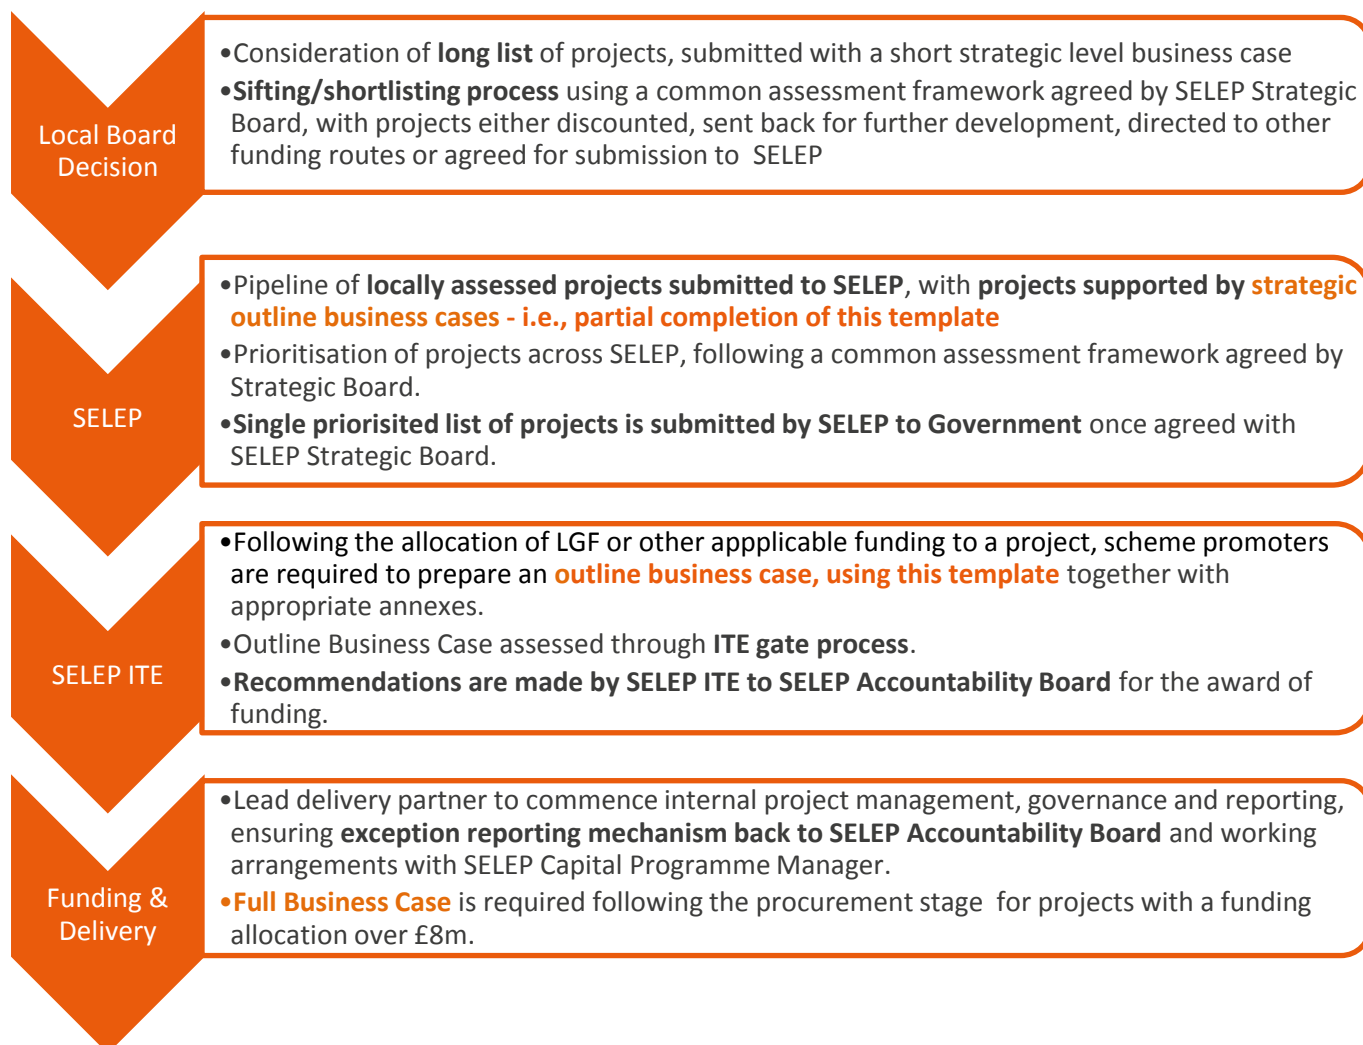 Local Board
Decision
•Consideration of long list of projects, submitted with a short strategic level business case
•Sifting/shortlisting process using a common assessment framework agreed by SELEP Strategic
Board, with projects either discounted, sent back for further development, directed to other
funding routes or agreed for submission to SELEP
SELEP
•Pipeline of locally assessed projects submitted to SELEP, with projects supported by strategic
outline business cases - i.e., partial completion of this template
•Prioritisation of projects across SELEP, following a common assessment framework agreed by
Strategic Board.
•Single priorisited list of projects is submitted by SELEP to Government once agreed with
SELEP Strategic Board.
SELEP ITE
•Following the allocation of LGF or other appplicable funding to a project, scheme promoters
are required to prepare an outline business case, using this template together with
appropriate annexes.
•Outline Business Case assessed through ITE gate process.
•Recommendations are made by SELEP ITE to SELEP Accountability Board for the award of
funding.
Funding &
Delivery
•Lead delivery partner to commence internal project management, governance and reporting,
ensuring exception reporting mechanism back to SELEP Accountability Board and working
arrangements with SELEP Capital Programme Manager.
•Full Business Case is required following the procurement stage for projects with a funding
allocation over £8m.